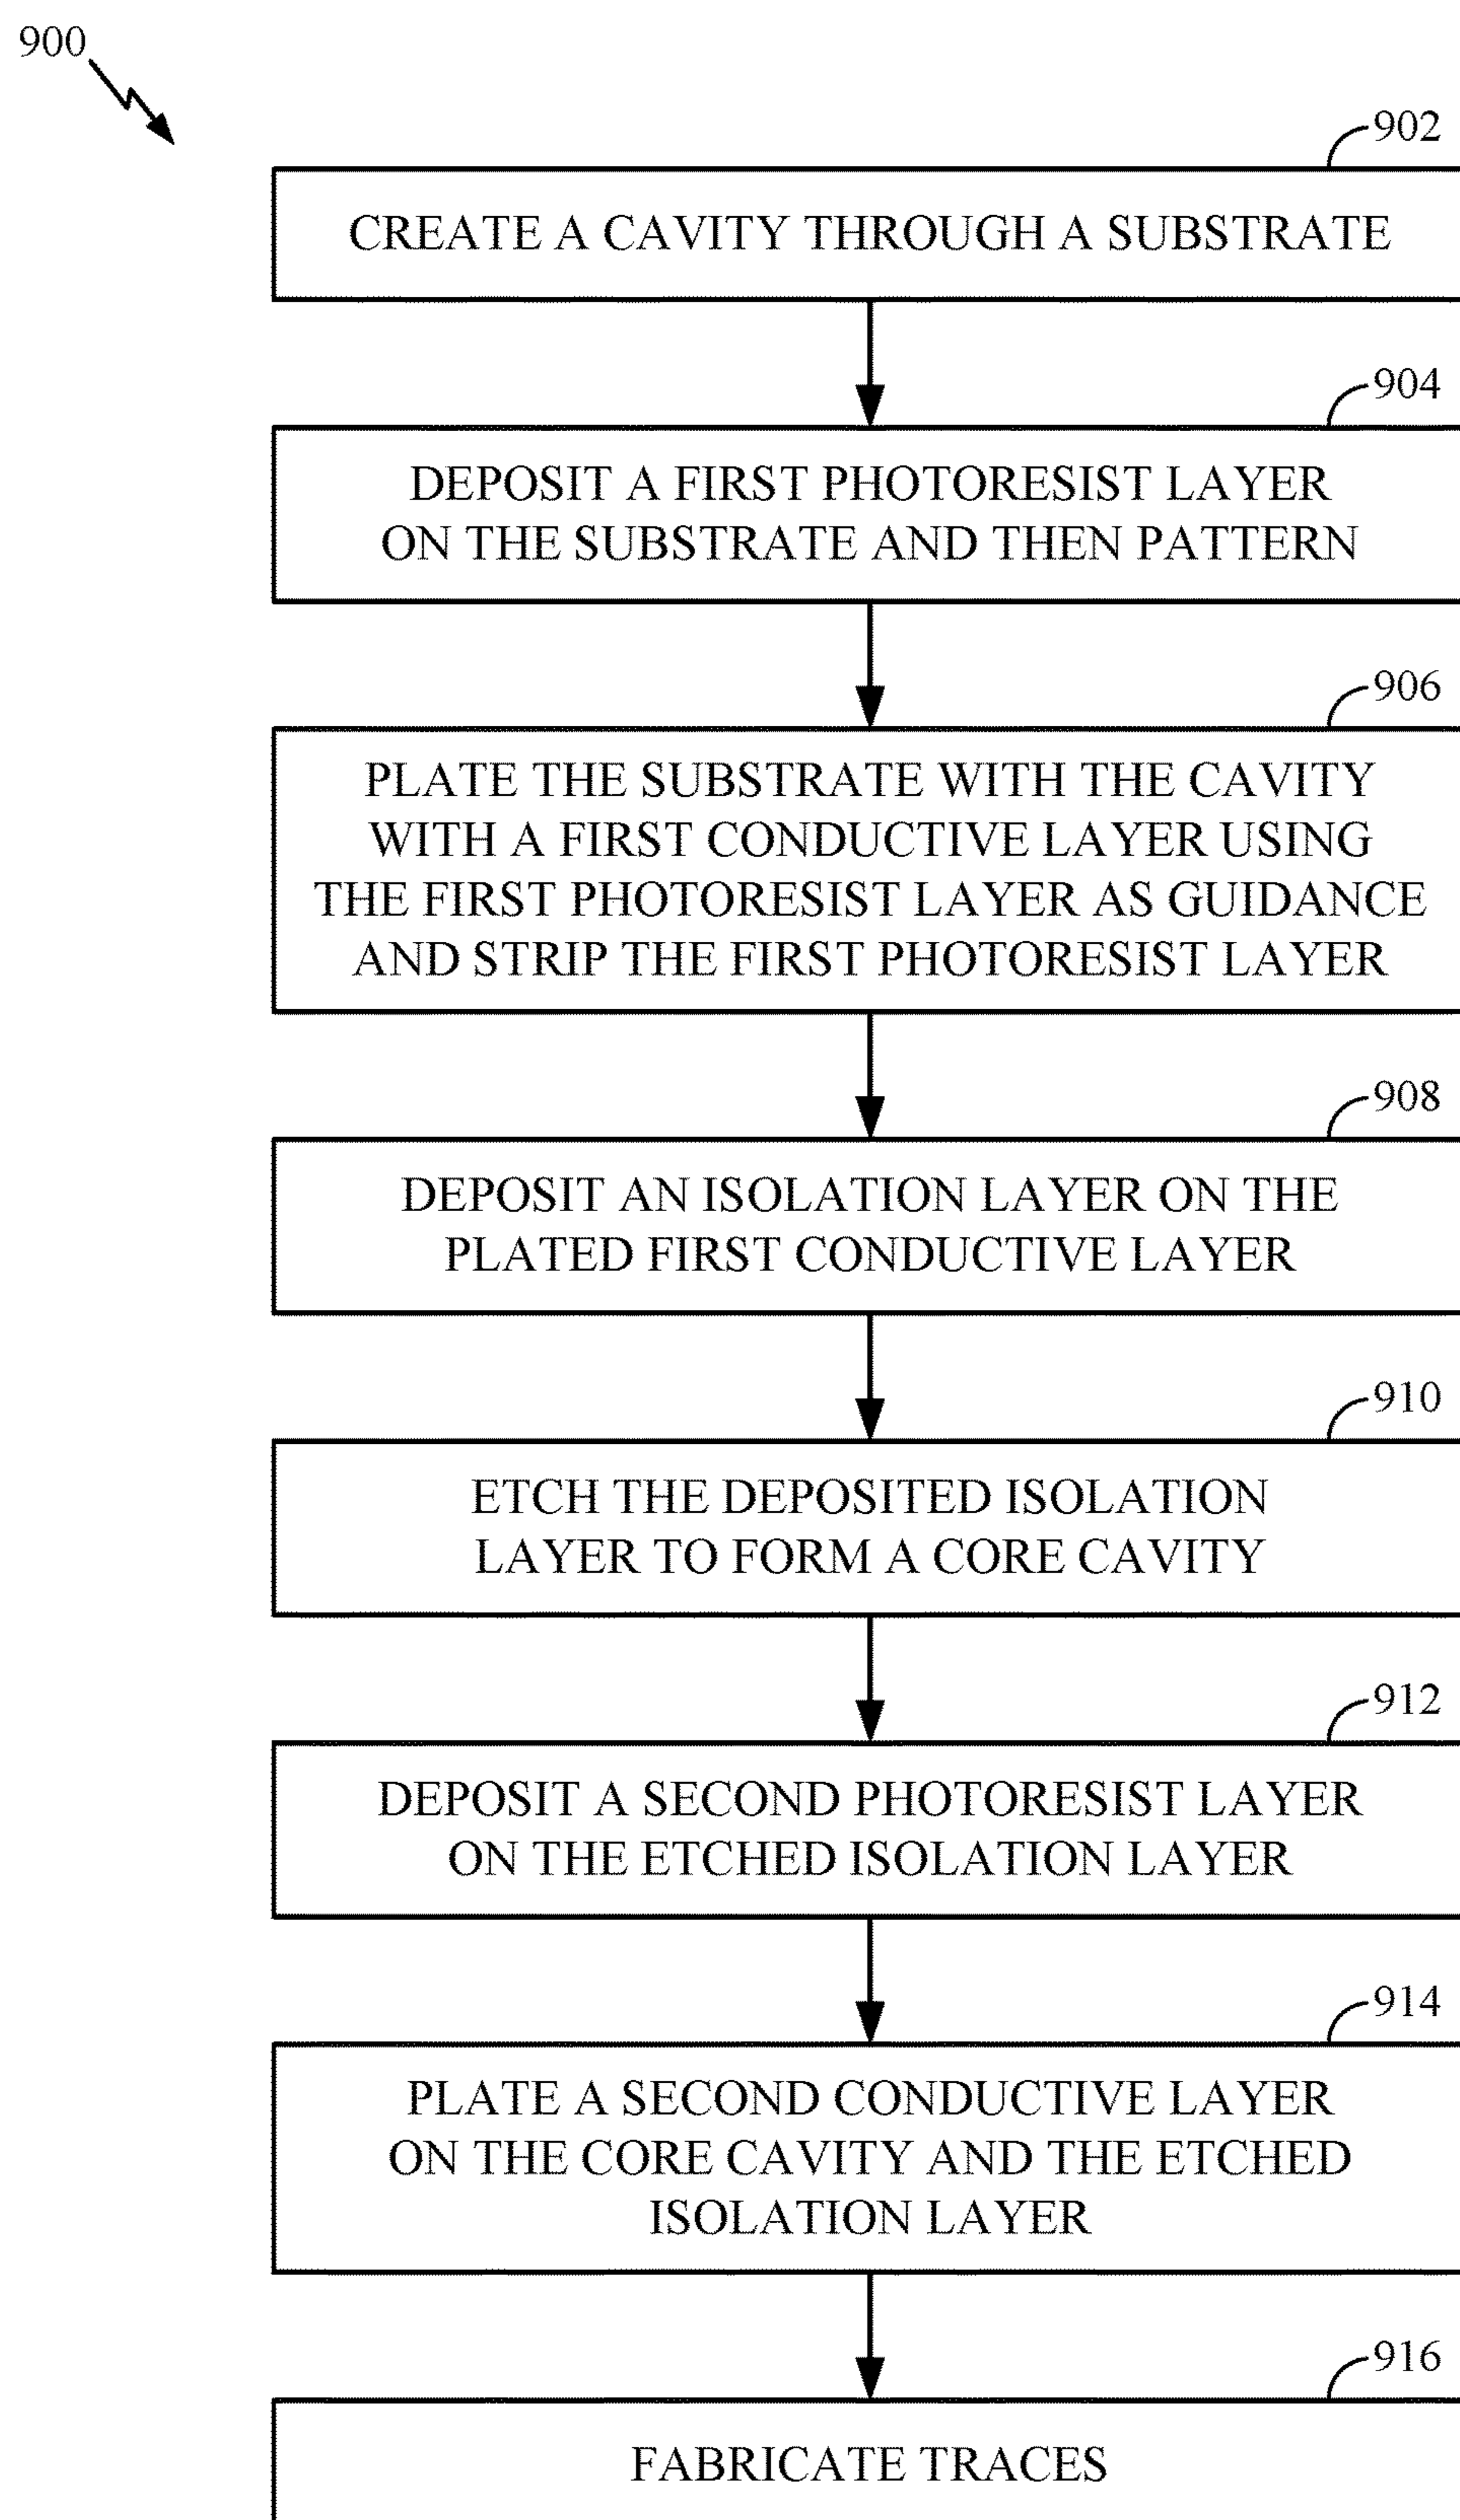 900
902
CREATE A CAVITY THROUGH A SUBSTRATE
904
DEPOSIT A FIRST PHOTORESIST LAYER
ON THE SUBSTRATE AND THEN PATTERN
906
PLATE THE SUBSTRATE WITH THE CAVITY
WITH A FIRST CONDUCTIVE LAYER USING
THE FIRST PHOTORESIST LAYER AS GUIDANCE
AND STRIP THE FIRST PHOTORESIST LAYER
908
DEPOSIT AN ISOLATION LAYER ON THE
PLATED FIRST CONDUCTIVE LAYER
910
ETCH THE DEPOSITED ISOLATION
LAYER TO FORM A CORE CAVITY
912
DEPOSIT A SECOND PHOTORESIST LAYER
ON THE ETCHED ISOLATION LAYER
914
PLATE A SECOND CONDUCTIVE LAYER
ON THE CORE CAVITY AND THE ETCHED
ISOLATION LAYER
916
FABRICATE TRACES